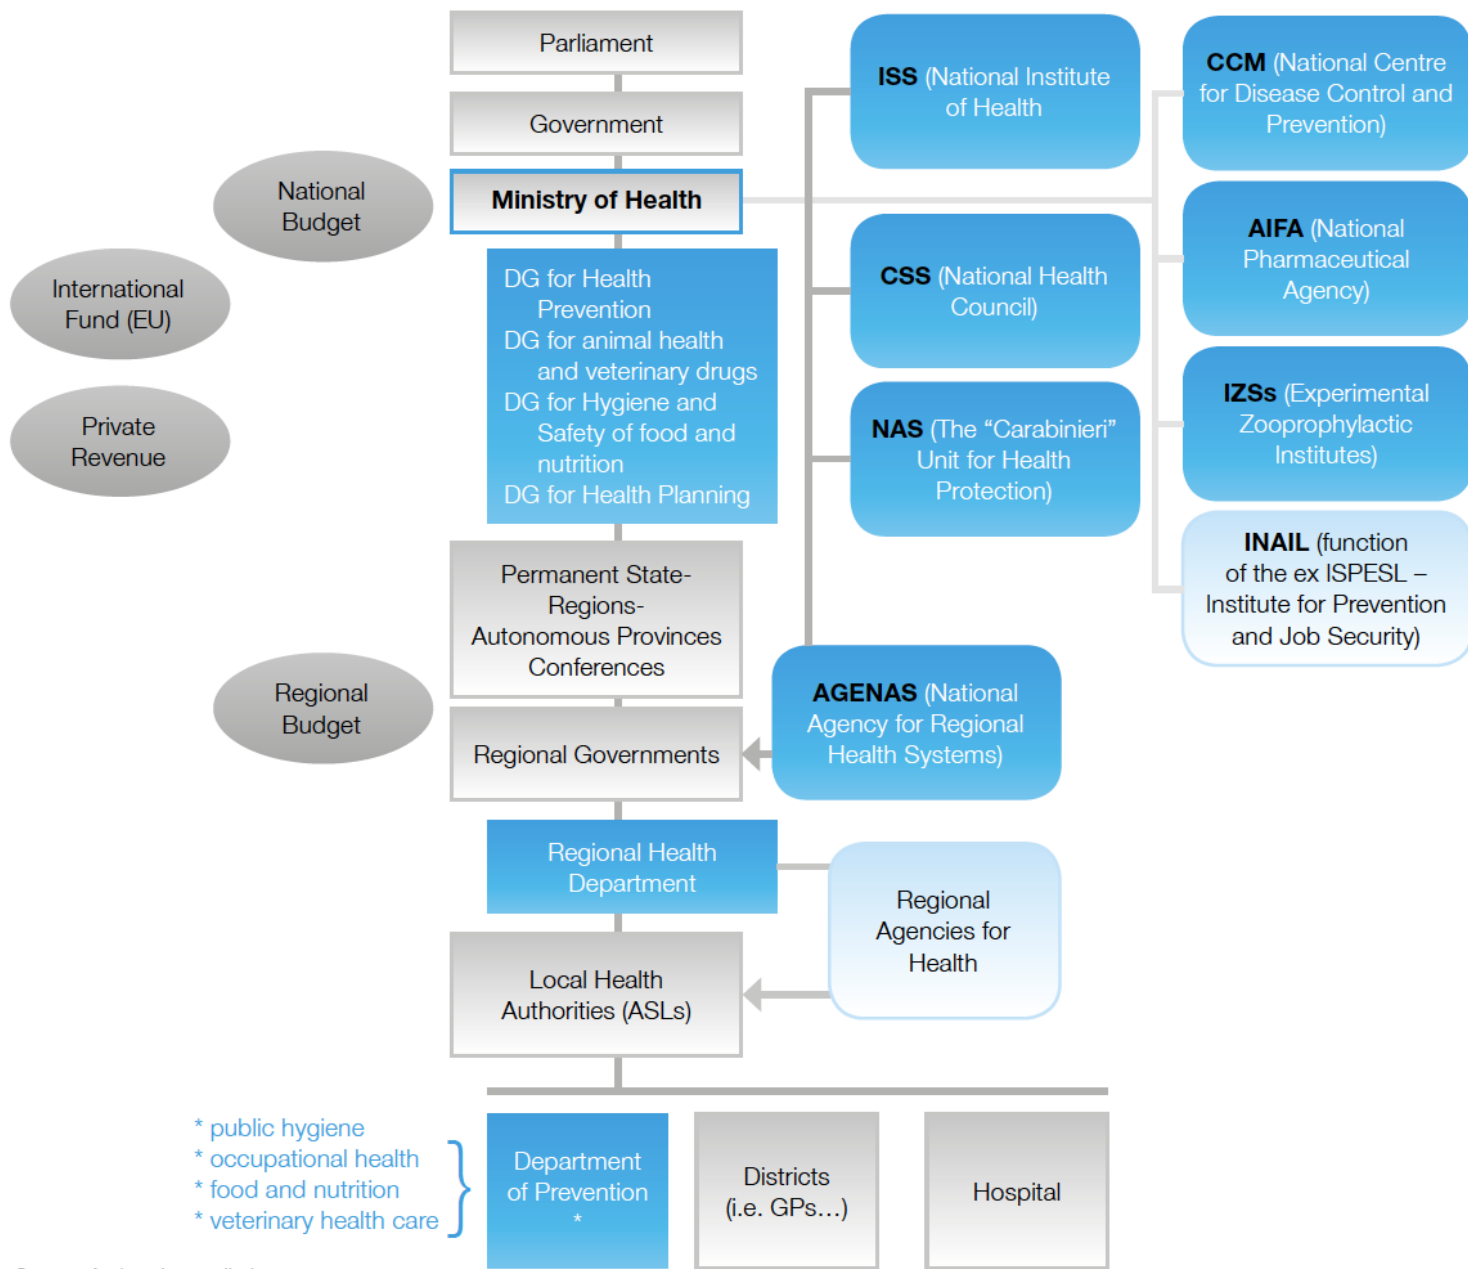 Parliament
Government
National
Budget
Ministry of Health
International
Fund (EU)
Private
Revenue
DG for Health
Prevention
DG for animal health
and veterinary drugs
DG for Hygiene and
Safety of food and
nutrition
DG for Health Planning
ISS (National Institute
of Health
CSS (National Health
Council)
NAS (The “Carabinieri”
Unit for Health
Protection)
CCM (National Centre
for Disease Control and
Prevention)
AIFA (National
Pharmaceutical
Agency)
IZSs (Experimental
Zooprophylactic
Institutes)
INAIL (function
of the ex ISPESL –
Institute for Prevention
and Job Security)
Permanent State-
Regions-
Autonomous Provinces
Conferences
Regional
Budget
Regional Governments
AGENAS (National
Agency for Regional
Health Systems)
Regional Health
Department
Regional
Agencies for
Health
Local Health
Authorities (ASLs)
* public hygiene
* occupational health
* food and nutrition
* veterinary health care
Department
of Prevention
*
Districts
(i.e. GPs...)
Hospital